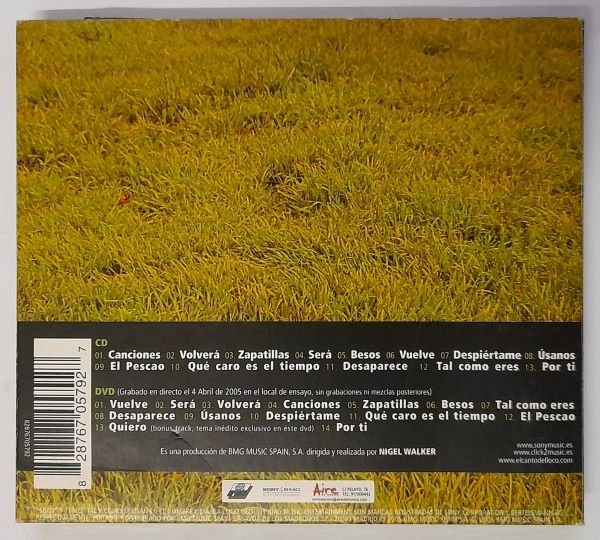 CD
01. Canciones 02. Volverá 03. Zapatillas 04. Será 05. Besos 06. Vuelve 07. Despiértame 08. Úsanos
09. El Pescao 10. Qué caro es el tiempo 11. Desaparece 12. Tal como eres 13. Por ti
DVD (Grabado en directo el 4 Abril de 2005 en el local de ensayo, sin grabaciones ni mezclas posteriores)
01. Vuelve 02. Será 03. Volverá 04. Canciones 05. Zapatillas 06. Besos 07. Tal como eres
08. Desaparece 09. Úsanos 10. Despiértame 11. Qué caro es el tiempo 12. El Pescao
13. Quiero (bonus track, tema inédito exclusivo en éste dvd) 14. Por ti
www.sonymusic.es
www.click2music.es
www.elcantodelloco.com
Es una producción de BMG MUSIC SPAIN, S.A. dirigida y realizada por NIGEL WALKER
8 28767 05792 7
82876705792
SONY BMG
Aire
C/ PELAYO, 76